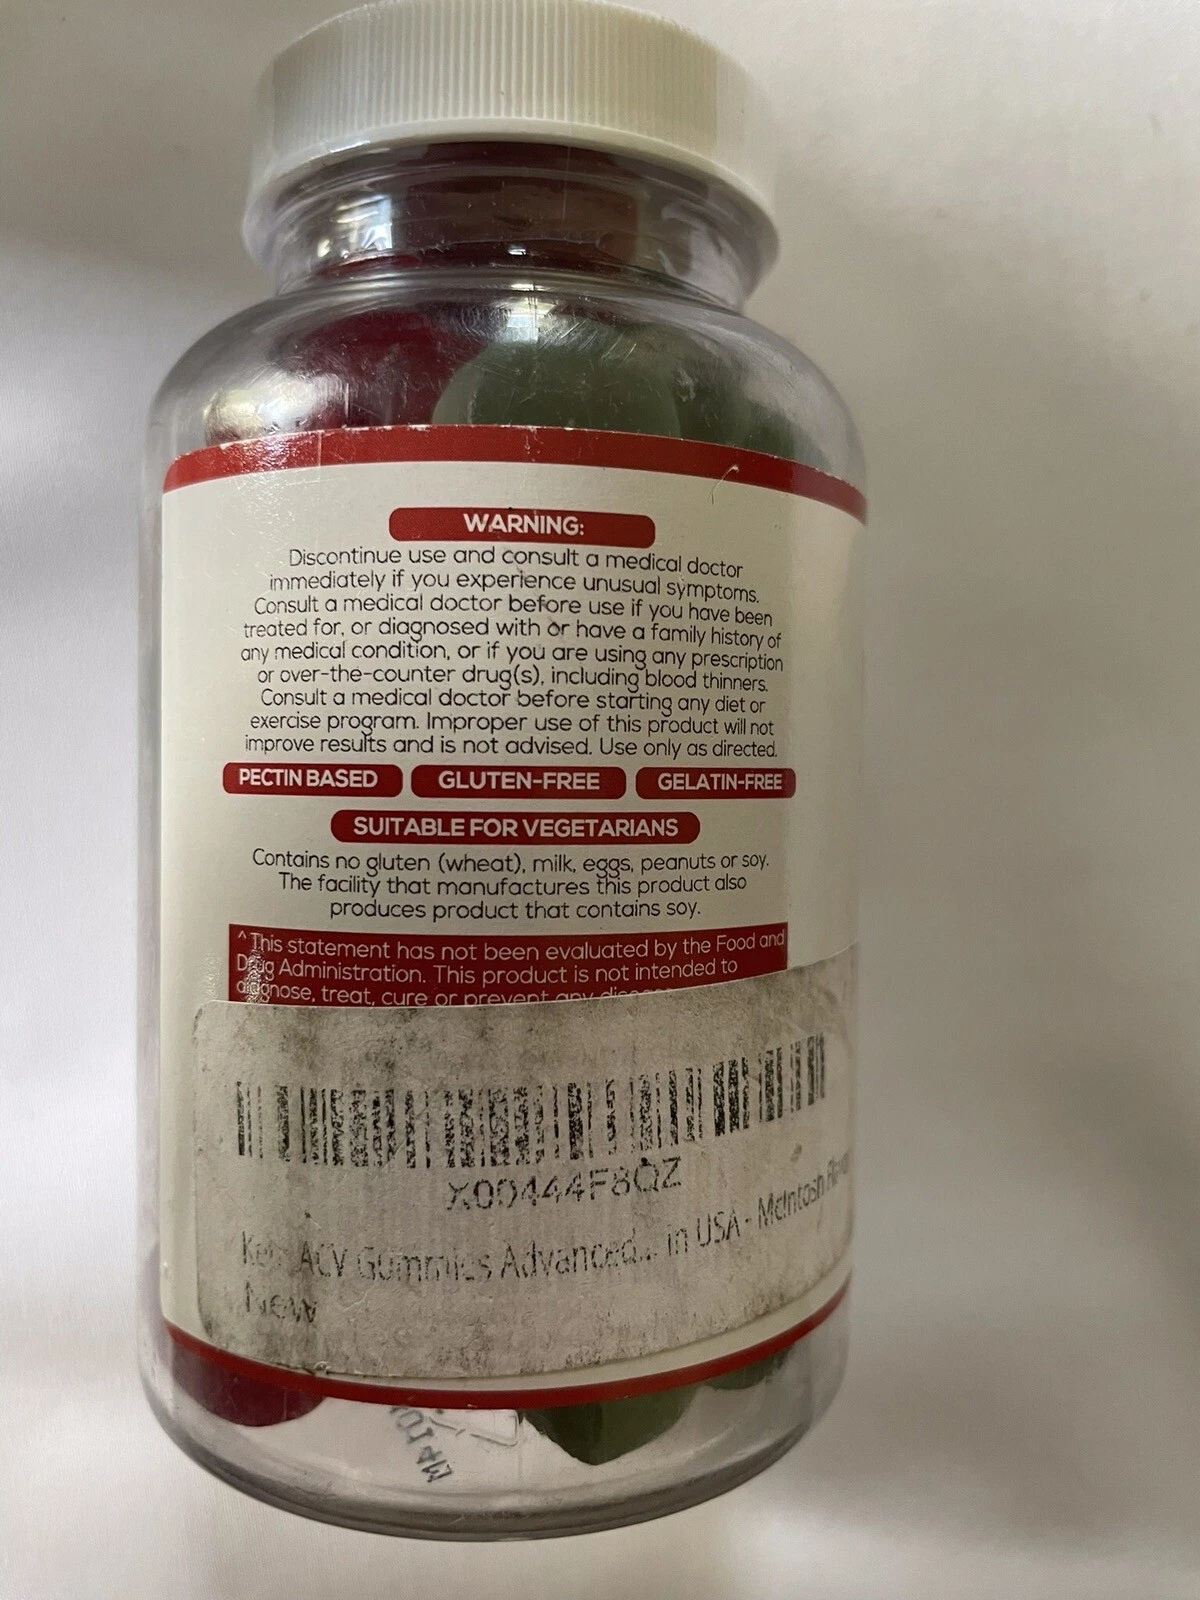 WARNING:
Discontinue use and consult a medical doctor
immediately if you experience unusual symptoms.
Consult a medical doctor before use if you have been
treated for, or diagnosed with or have a family history of
any medical condition, or if you are using any prescription
or over-the-counter drug(s), including blood thinners.
Consult a medical doctor before starting any diet or
exercise program. Improper use of this product will not
improve results and is not advised. Use only as directed.
PECTIN BASED GLUTEN-FREE GELATIN-FREE
SUITABLE FOR VEGETARIANS
Contains no gluten (wheat), milk, eggs, peanuts or soy.
The facility that manufactures this product also
produces product that contains soy.
^ This statement has not been evaluated by the Food and
Drug Administration. This product is not intended to
diagnose, treat, cure or prevent any
X00444F8QZ
ACV Gummies Advanced... in USA - McIntosh
New